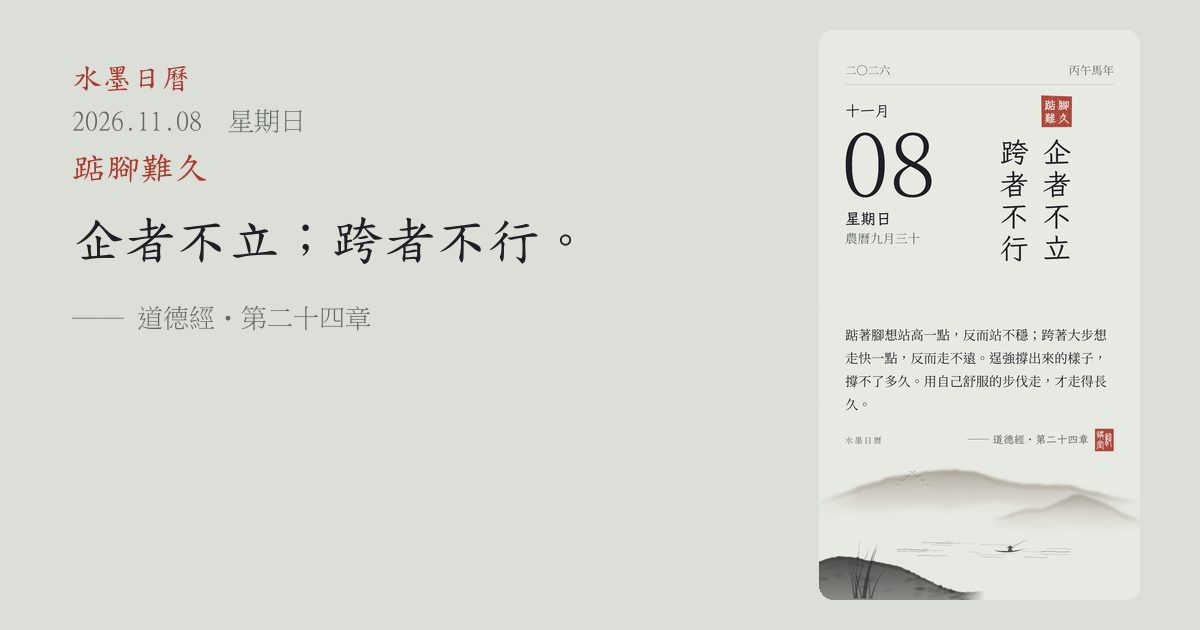 水墨日曆
2026.11.08 星期日
踮腳難久
企者不立；跨者不行。
—— 道德經・第二十四章
二〇二六
丙午馬年
十一月
08
星期日
農曆九月三十
腳久
踮難
企者不立
跨者不行
踮著腳想站高一點，反而站不穩；跨著大步想
走快一點，反而走不遠。逞強撐出來的樣子，
撐不了多久。用自己舒服的步伐走，才走得長
久。
水墨日曆
—— 道德經・第二十四章